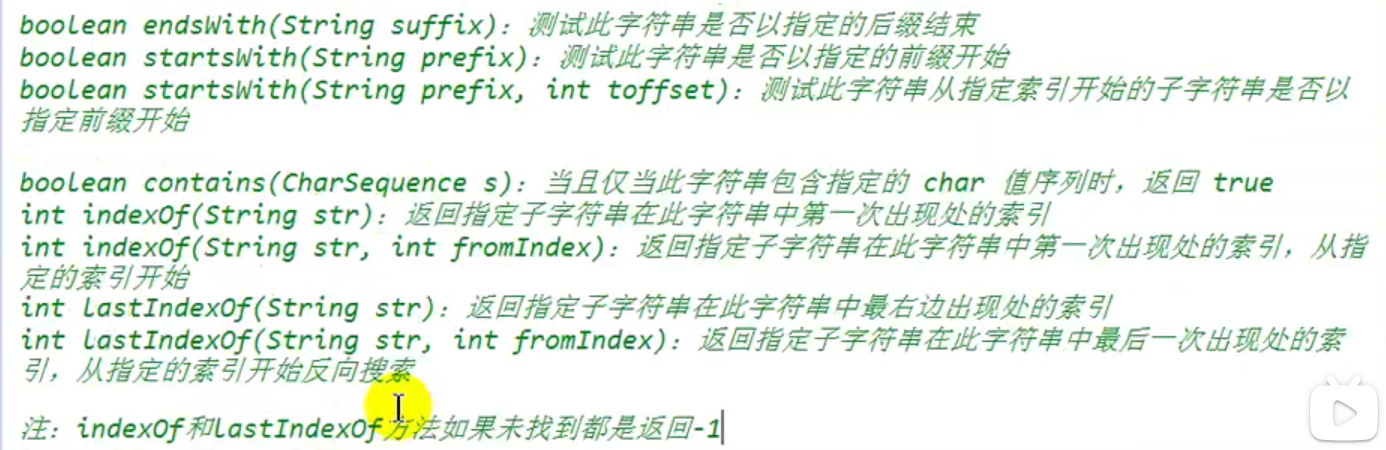 boolean endsWith(String suffix)：测试此字符串是否以指定的后缀结束
boolean startsWith(String prefix)：测试此字符串是否以指定的前缀开始
boolean startsWith(String prefix, int toffset)：测试此字符串从指定索引开始的子字符串是否以
指定前缀开始
boolean contains(CharSequence s)：当且仅当此字符串包含指定的 char 值序列时，返回 true
int indexOf(String str)：返回指定子字符串在此字符串中第一次出现处的索引
int indexOf(String str, int fromIndex)：返回指定子字符串在此字符串中第一次出现处的索引，从指
定的索引开始
int lastIndexOf(String str)：返回指定子字符串在此字符串中最右边出现处的索引
int lastIndexOf(String str, int fromIndex)：返回指定子字符串在此字符串中最后一次出现处的索
引，从指定的索引开始反向搜索
注：indexOf和lastIndexOf方法如果未找到都是返回-1